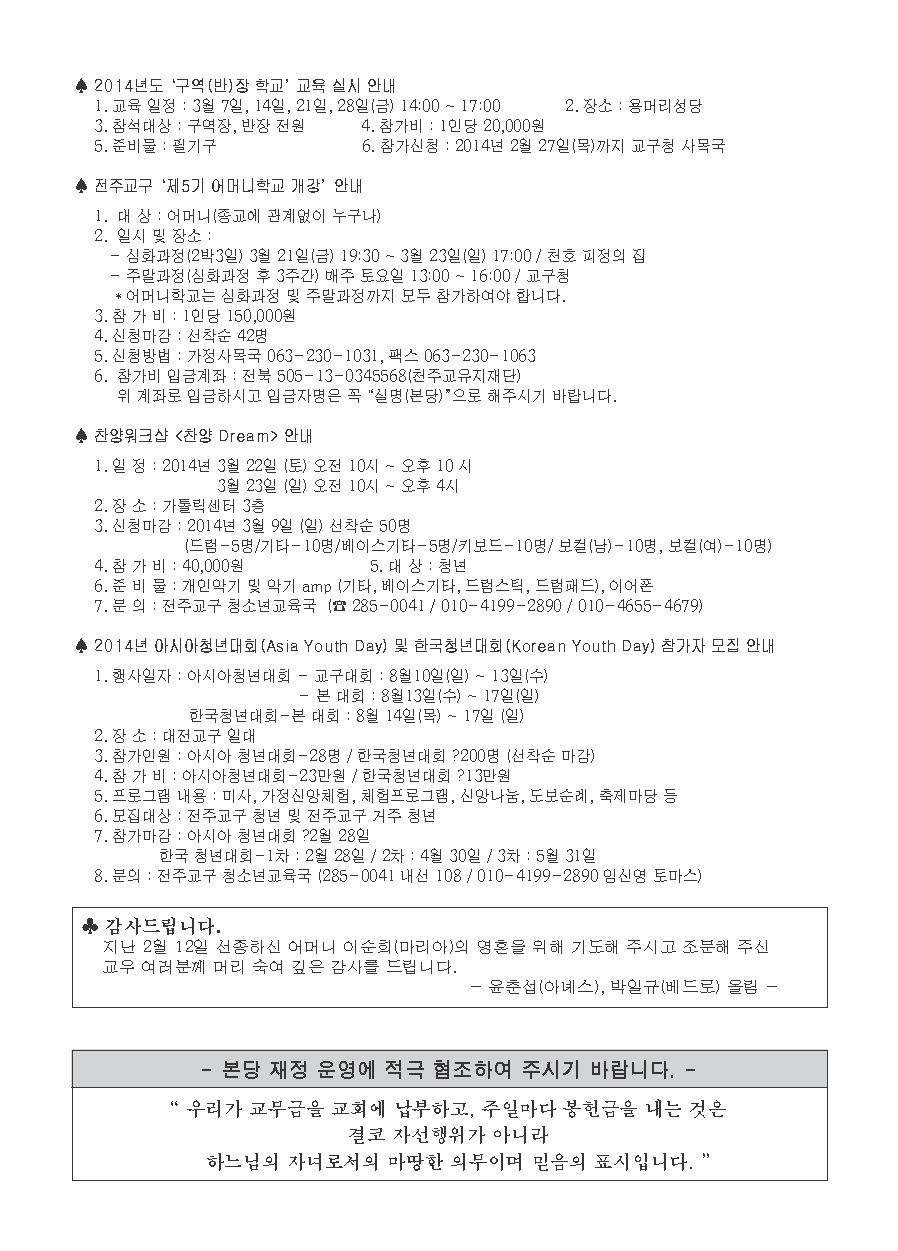 ♠ 2014년도 ‘구역(반)장 학교’ 교육 실시 안내
1. 교육 일정 : 3월 7일, 14일, 21일, 28일(금) 14:00 ~ 17:00 2. 장소 : 용머리성당
3. 참석대상 : 구역장, 반장 전원 4. 참가비 : 1인당 20,000원
5. 준비물 : 필기구 6. 참가신청 : 2014년 2월 27일(목)까지 교구청 사목국
♠ 전주교구 ‘제5기 어머니학교 개강’ 안내
1. 대 상 : 어머니(종교에 관계없이 누구나)
2. 일시 및 장소 :
- 심화과정(2박3일) 3월 21일(금) 19:30 ~ 3월 23일(일) 17:00 / 천호 피정의 집
- 주말과정(심화과정 후 3주간) 매주 토요일 13:00 ~ 16:00 / 교구청
* 어머니학교는 심화과정 및 주말과정까지 모두 참가하여야 합니다.
3. 참 가 비 : 1인당 150,000원
4. 신청마감 : 선착순 42명
5. 신청방법 : 가정사목국 063-230-1031, 팩스 063-230-1063
6. 참가비 입금계좌 : 전북 505-13-0345568(천주교유지재단)
위 계좌로 입금하시고 입금자명은 꼭 “실명(본당)”으로 해주시기 바랍니다.
♠ 찬양워크샵 <찬양 Dream> 안내
1. 일 정 : 2014년 3월 22일 (토) 오전 10시 ~ 오후 10 시
3월 23일 (일) 오전 10시 ~ 오후 4시
2. 장 소 : 가톨릭센터 3층
3. 신청마감 : 2014년 3월 9일 (일) 선착순 50명
(드럼-5명/기타-10명/베이스기타-5명/키보드-10명/ 보컬(남)-10명, 보컬(여)-10명)
4. 참 가 비 : 40,000원 5. 대 상 : 청년
6. 준 비 물 : 개인악기 및 악기 amp (기타, 베이스기타, 드럼스틱, 드럼패드), 이어폰
7. 문 의 : 전주교구 청소년교육국 (☎ 285-0041 / 010-4199-2890 / 010-4655-4679)
♠ 2014년 아시아청년대회(Asia Youth Day) 및 한국청년대회(Korean Youth Day) 참가자 모집 안내
1. 행사일자 : 아시아청년대회 - 교구대회 : 8월10일(일) ~ 13일(수)
- 본 대회 : 8월13일(수) ~ 17일(일)
한국청년대회-본 대회 : 8월 14일(목) ~ 17일 (일)
2. 장 소 : 대전교구 일대
3. 참가인원 : 아시아 청년대회-28명 / 한국청년대회 ?200명 (선착순 마감)
4. 참 가 비 : 아시아청년대회-23만원 / 한국청년대회 ?13만원
5. 프로그램 내용 : 미사, 가정신앙체험, 체험프로그램, 신앙나눔, 도보순례, 축제마당 등
6. 모집대상 : 전주교구 청년 및 전주교구 거주 청년
7. 참가마감 : 아시아 청년대회 ?2월 28일
한국 청년대회-1차 : 2월 28일 / 2차 : 4월 30일 / 3차 : 5월 31일
8. 문의 : 전주교구 청소년교육국 (285-0041 내선 108 / 010-4199-2890 임신영 토마스)
♣ 감사드립니다.
지난 2월 12일 선종하신 어머니 이순희(마리아)의 영혼을 위해 기도해 주시고 조분해 주신
교우 여러분께 머리 숙여 깊은 감사를 드립니다.
- 윤춘섭(아녜스), 박일규(베드로) 올림 -
- 본당 재정 운영에 적극 협조하여 주시기 바랍니다. -
“ 우리가 교무금을 교회에 납부하고, 주일마다 봉헌금을 내는 것은
결코 자선행위가 아니라
하느님의 자녀로서의 마땅한 의무이며 믿음의 표시입니다. ”